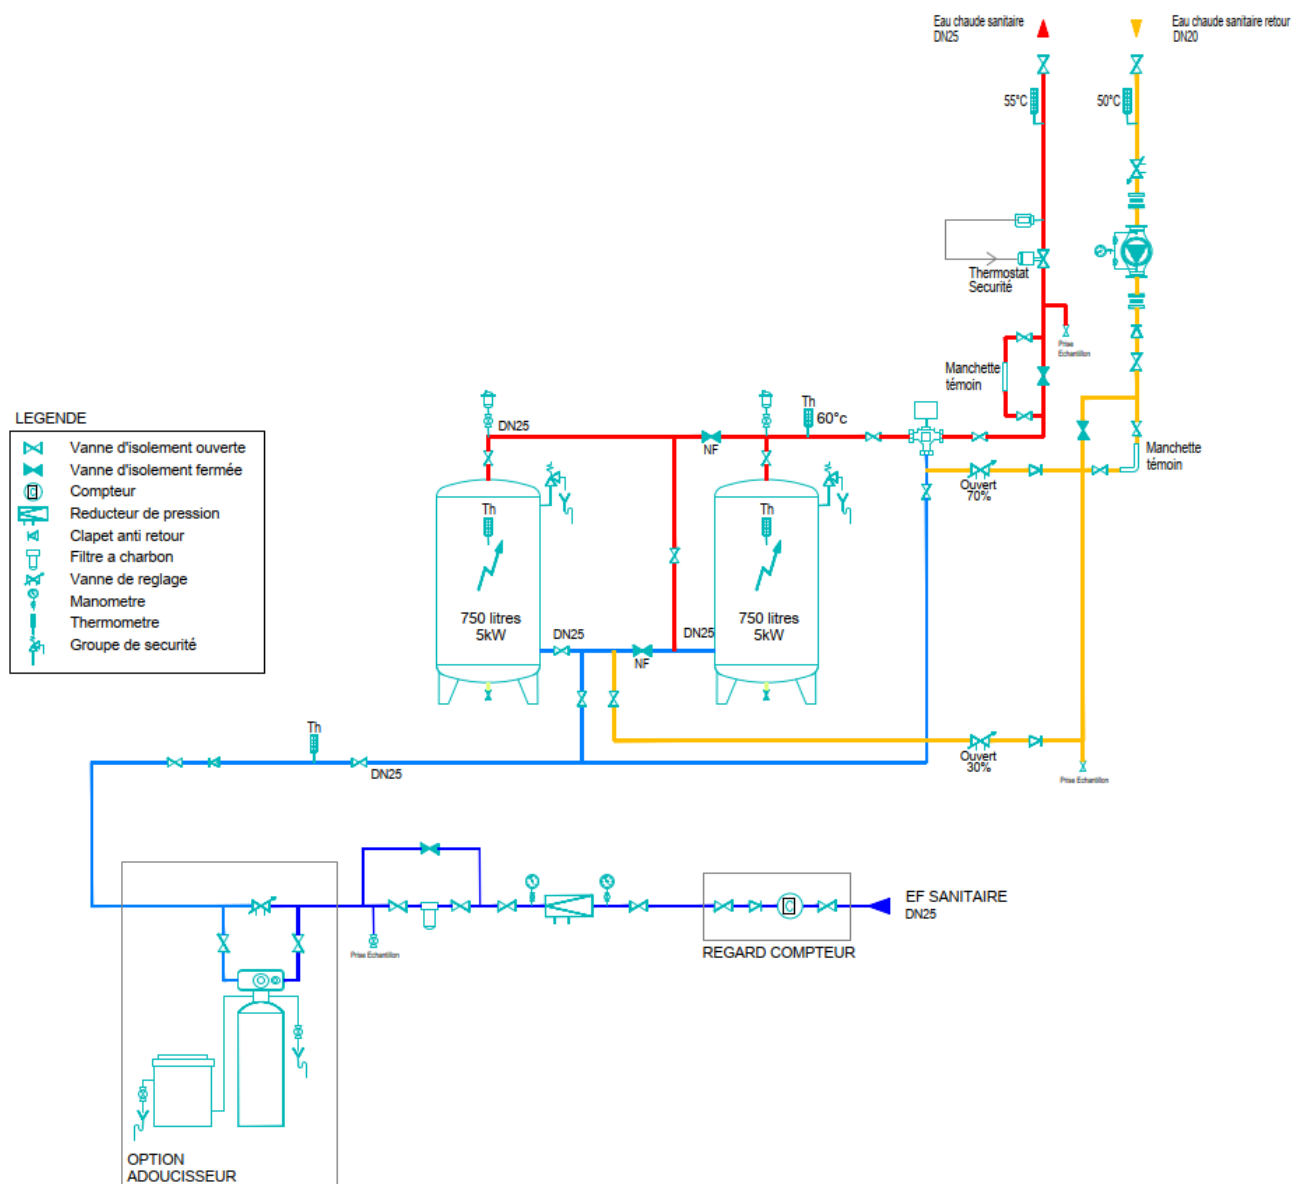 Eau chaude sanitaire
DN25
Eau chaude sanitaire retour
DN20
55°C
50°C
Thermostat
Securité
Prise
Echantillon
Manchette
témoin
Th
60°c
DN25
NF
Manchette
témoin
Ouvert
70%
LEGENDE
Vanne d'isolement ouverte
Vanne d'isolement fermée
C
Compteur
Reducteur de pression
Clapet anti retour
Filtre a charbon
Vanne de reglage
Manometre
Thermometre
Groupe de securité
Th
750 litres
5kW
Th
750 litres
5kW
DN25
DN25
NF
Th
DN25
Ouvert
30%
Prise Echantillon
EF SANITAIRE
DN25
C
REGARD COMPTEUR
Prise Echantillon
OPTION
ADOUCISSEUR